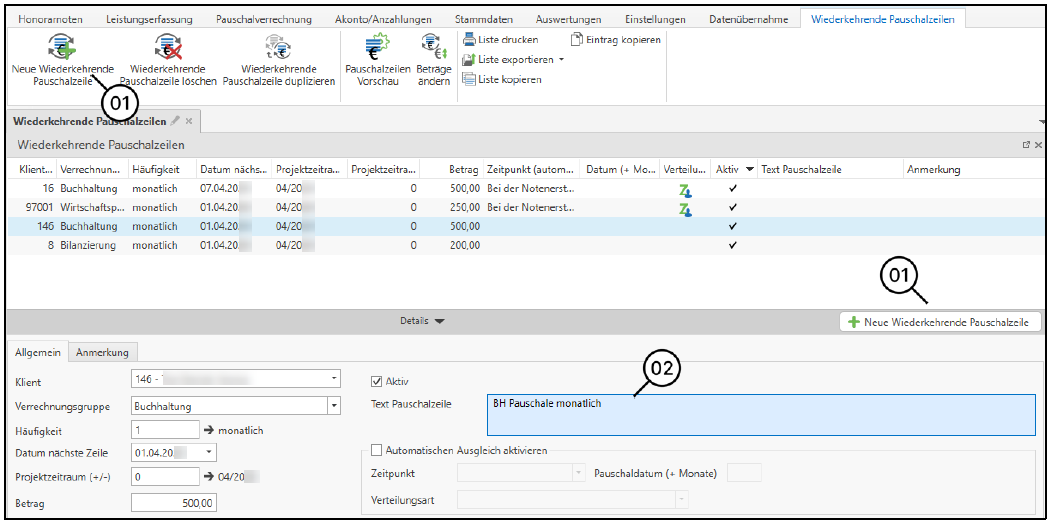 Honorarnoten Leistungserfassung Pauschalverrechnung Akonto/Anzahlungen Stammdaten Auswertungen Einstellungen Datenübernahme Wiederkehrende Pauschalzeilen
Neue Wiederkehrende Pauschalzeile
Wiederkehrende Pauschalzeile löschen
Wiederkehrende Pauschalzeile duplizieren
Pauschalzeilen Vorschau
Beträge ändern
Liste drucken
Liste exportieren
Liste kopieren
Eintrag kopieren
01
Wiederkehrende Pauschalzeilen
Wiederkehrende Pauschalzeilen
Klient... Verrechnun... Häufigkeit Datum nächs... Projektzeitra... Projektzeitra... Betrag Zeitpunkt (autom... Datum (+ Mo... Verteilu... Aktiv Text Pauschalzeile Anmerkung
16 Buchhaltung monatlich 07.04.20 04/20 0 500,00 Bei der Notenerst...
97001 Wirtschaftsp... monatlich 01.04.20 04/20 0 250,00 Bei der Notenerst...
146 Buchhaltung monatlich 01.04.20 04/20 0 500,00
8 Bilanzierung monatlich 01.04.20 04/20 0 200,00
01
Details
Neue Wiederkehrende Pauschalzeile
Allgemein Anmerkung
Klient 146 -
Verrechnungsgruppe Buchhaltung
Häufigkeit 1 monatlich
Datum nächste Zeile 01.04.20
Projektzeitraum (+/-) 0 04/20
Betrag 500,00
02
Aktiv
Text Pauschalzeile BH Pauschale monatlich
Automatischen Ausgleich aktivieren
Zeitpunkt Pauschaldatum (+ Monate)
Verteilungsart